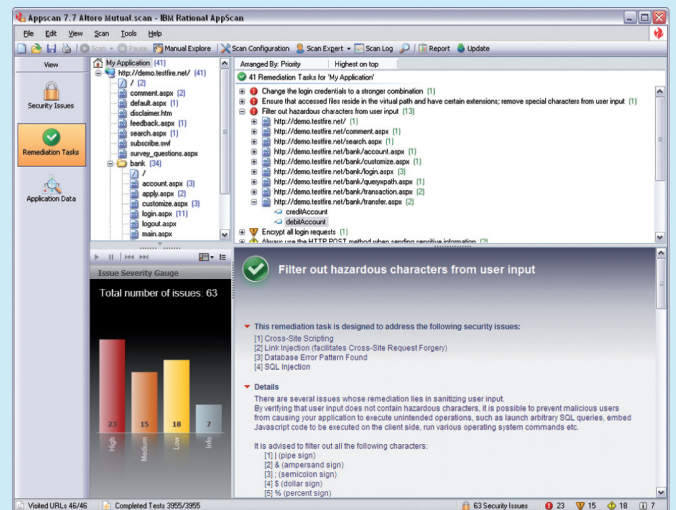 Appscan 7.7 Altoro Mutual.scan - IBM Rational AppScan
File Edit View Scan Tools Help
Scan Pause Manual Explore Scan Configuration Scan Expert Scan Log Report Update
View
Security Issues
Remediation Tasks
Application Data
My Application (41)
http://demo.testfire.net/ (41)
/ (2)
comment.aspx (2)
default.aspx (1)
disclaimer.htm
feedback.aspx (1)
search.aspx (1)
subscribe.swf
survey_questions.aspx
bank (34)
/
account.aspx (3)
apply.aspx (2)
customize.aspx (3)
login.aspx (11)
logout.aspx
main.aspx
Arranged By: Priority Highest on top
41 Remediation Tasks for 'My Application'
Change the login credentials to a stronger combination (1)
Ensure that accessed files reside in the virtual path and have certain extensions; remove special characters from user input (1)
Filter out hazardous characters from user input (13)
http://demo.testfire.net/ (1)
http://demo.testfire.net/comment.aspx (1)
http://demo.testfire.net/search.aspx (1)
http://demo.testfire.net/bank/account.aspx (1)
http://demo.testfire.net/bank/customize.aspx (1)
http://demo.testfire.net/bank/login.aspx (3)
http://demo.testfire.net/bank/queryxpath.aspx (1)
http://demo.testfire.net/bank/transaction.aspx (2)
http://demo.testfire.net/bank/transfer.aspx (2)
creditAccount
debitAccount
Encrypt all login requests (1)
Always use the HTTP POST method when sending sensitive information (2)
Issue Severity Gauge
Total number of issues: 63
23 15 18 7
High Medium Low Info
Filter out hazardous characters from user input
This remediation task is designed to address the following security issues:
[1] Cross-Site Scripting
[2] Link Injection (facilitates Cross-Site Request Forgery)
[3] Database Error Pattern Found
[4] SQL Injection
Details
There are several issues whose remediation lies in sanitizing user input.
By verifying that user input does not contain hazardous characters, it is possible to prevent malicious users
from causing your application to execute unintended operations, such as launch arbitrary SQL queries, embed
Javascript code to be executed on the client side, run various operating system commands etc.
It is advised to filter out all the following characters:
[1] | (pipe sign)
[2] & (ampersand sign)
[3] ; (semicolon sign)
[4] $ (dollar sign)
[5] % (percent sign)
Visited URLs 46/46 Completed Tests 3955/3955 63 Security Issues 23 15 18 7